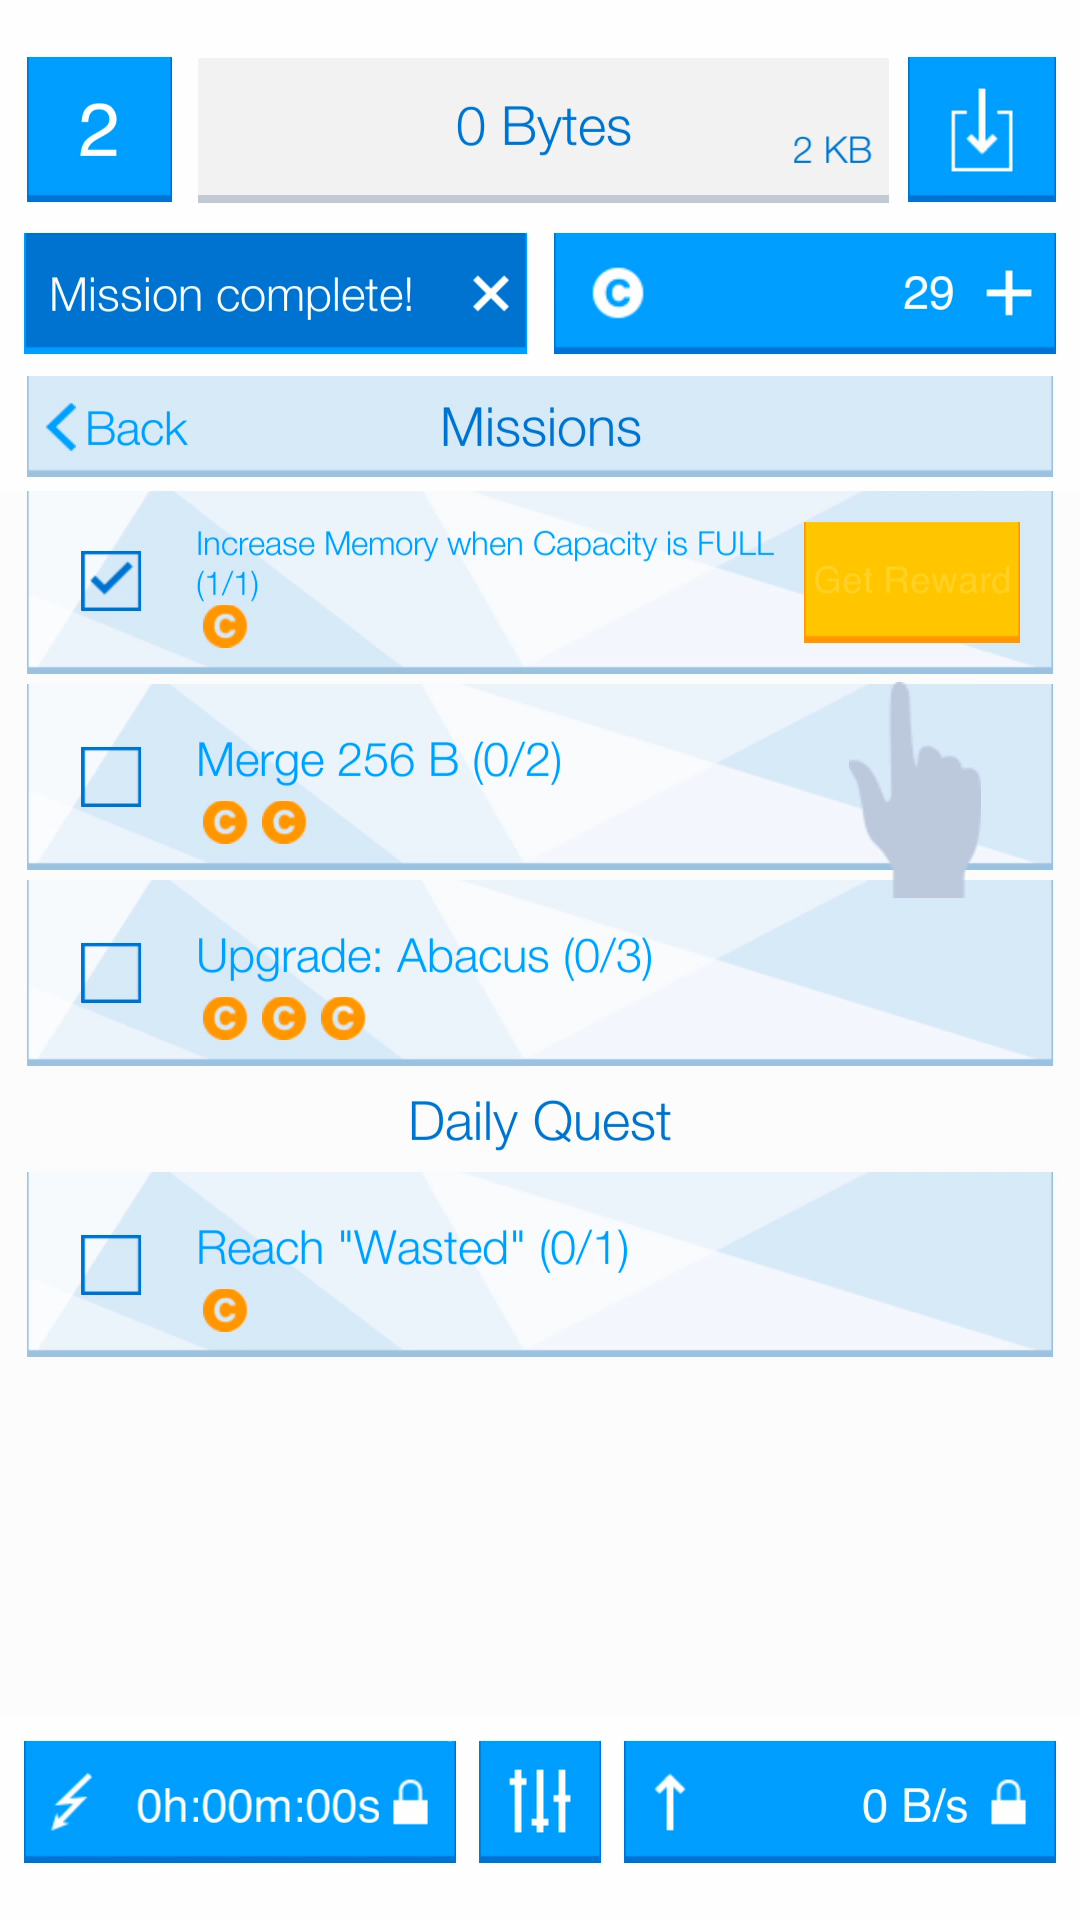 2
0 Bytes
2 KB
Mission complete!
C 29
Back
Missions
Increase Memory when Capacity is FULL
(1/1)
Get Reward
C
Merge 256 B (0/2)
C C
Upgrade: Abacus (0/3)
C C C
Daily Quest
Reach "Wasted" (0/1)
C
0h:00m:00s
0 B/s